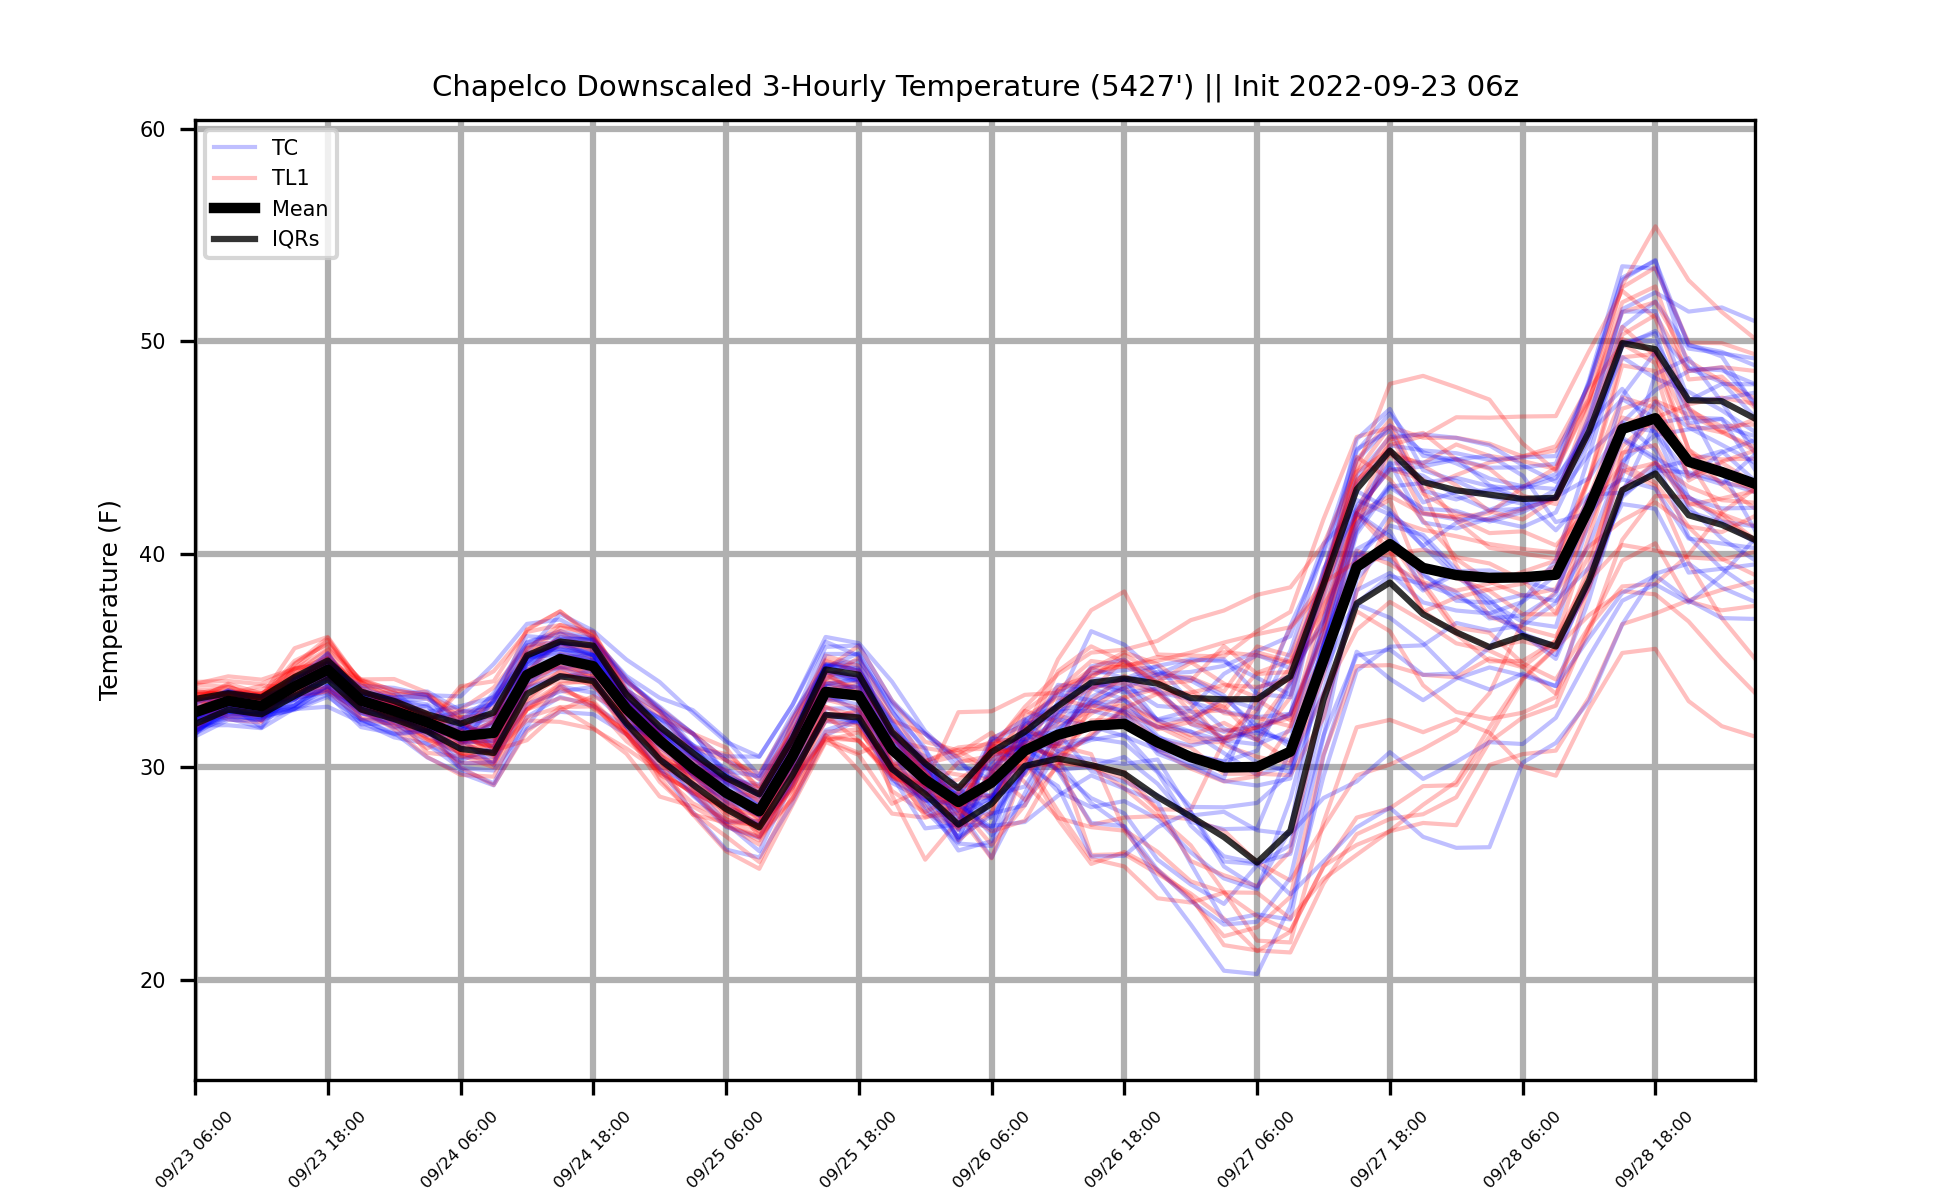 Chapelco Downscaled 3-Hourly Temperature (5427') || Init 2022-09-23 06z
TC
TL1
Mean
IQRs
Temperature (F)
60
50
40
30
20
09/23 06:00
09/23 18:00
09/24 06:00
09/24 18:00
09/25 06:00
09/25 18:00
09/26 06:00
09/26 18:00
09/27 06:00
09/27 18:00
09/28 06:00
09/28 18:00